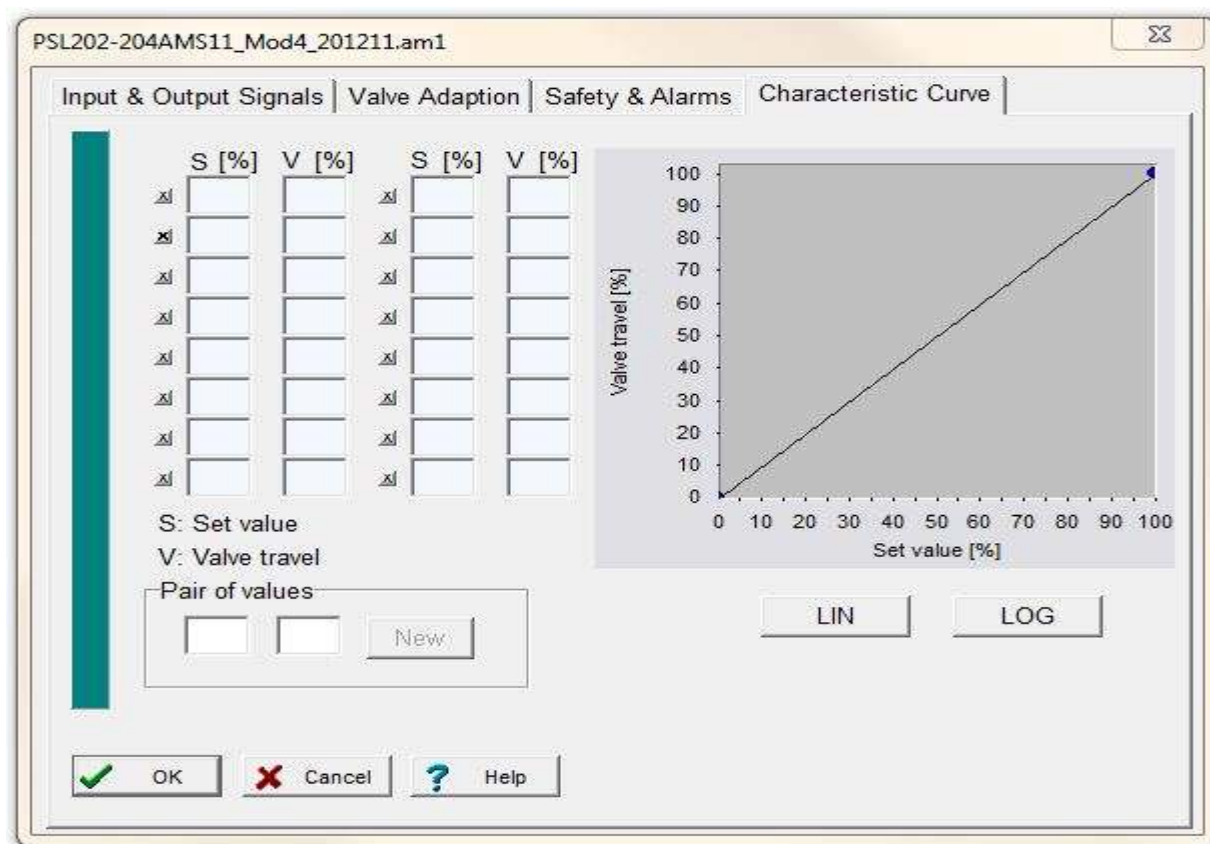 PSL202-204AMS11_Mod4_201211.am1
Input & Output Signals
Valve Adaption
Safety & Alarms
Characteristic Curve
S [%] V [%] S [%] V [%]
x x
x x
x x
x x
x x
x x
x x
x x
S: Set value
V: Valve travel
Pair of values
New
Valve travel [%]
100
90
80
70
60
50
40
30
20
10
0
0 10 20 30 40 50 60 70 80 90 100
Set value [%]
LIN LOG
OK Cancel ? Help